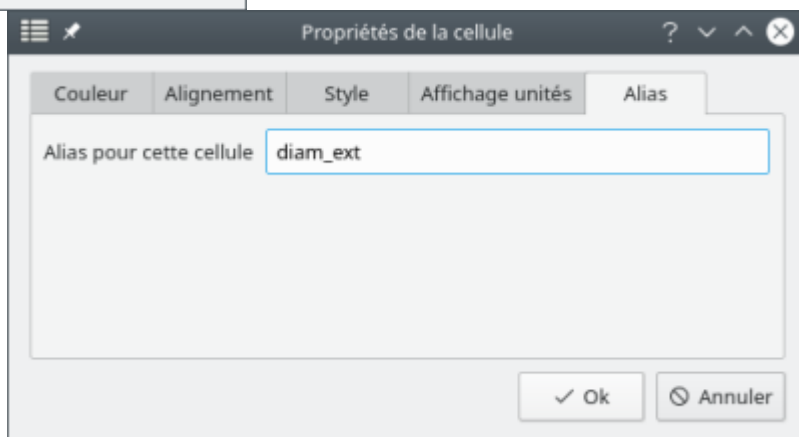 Propriétés de la cellule ?
Couleur Alignement Style Affichage unités Alias
Alias pour cette cellule diam_ext
Ok Annuler